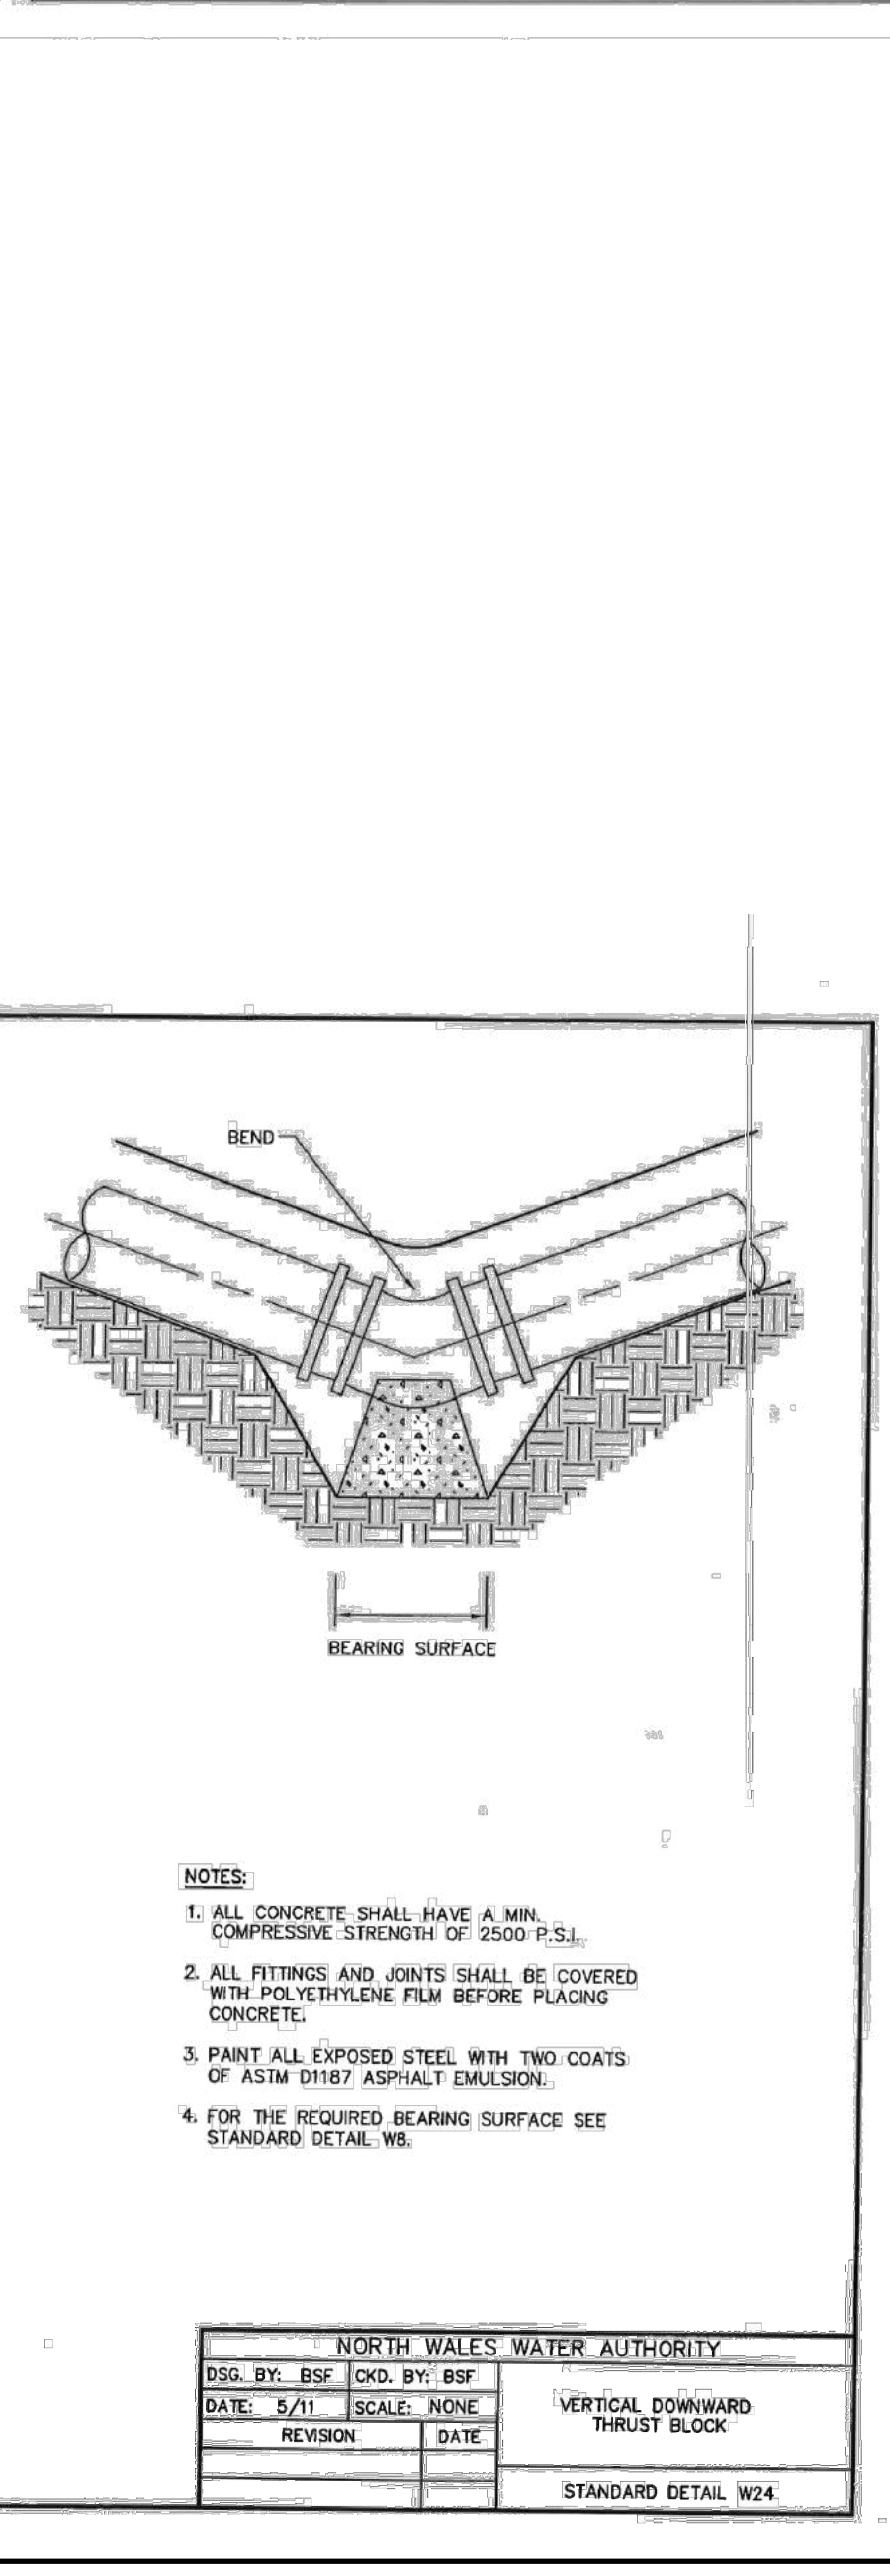 BEND
BEARING SURFACE
NOTES:
1. ALL CONCRETE SHALL HAVE A MIN.
COMPRESSIVE STRENGTH OF 2500 P.S.I.
2. ALL FITTINGS AND JOINTS SHALL BE COVERED
WITH POLYETHYLENE FILM BEFORE PLACING
CONCRETE.
3. PAINT ALL EXPOSED STEEL WITH TWO COATS
OF ASTM D1187 ASPHALT EMULSION.
4. FOR THE REQUIRED BEARING SURFACE SEE
STANDARD DETAIL W8.
NORTH WALES WATER AUTHORITY
DSG. BY: BSF CKD. BY: BSF
DATE: 5/11 SCALE: NONE
REVISION DATE
VERTICAL DOWNWARD
THRUST BLOCK
STANDARD DETAIL W24